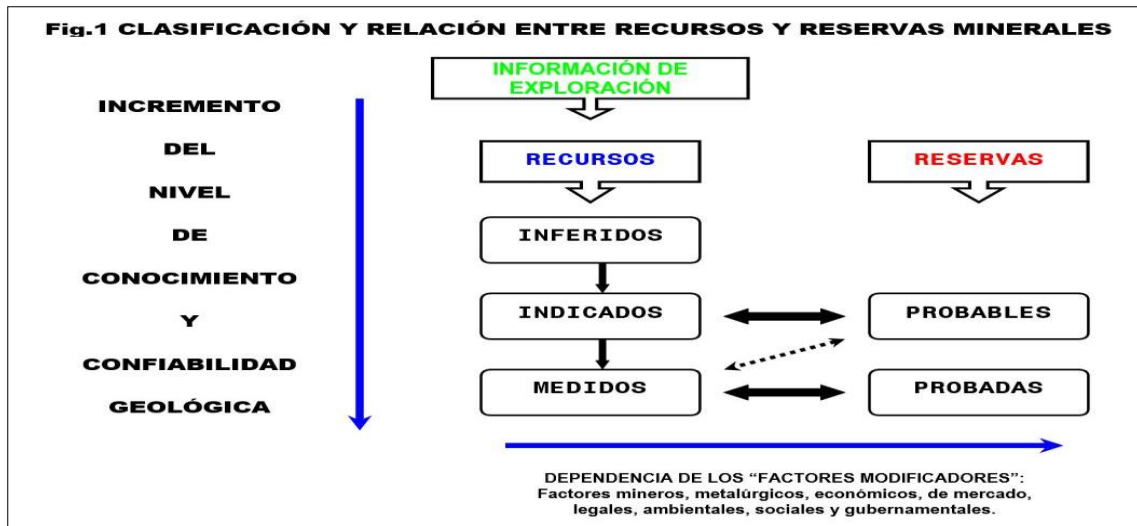 Fig.1 CLASIFICACIÓN Y RELACIÓN ENTRE RECURSOS Y RESERVAS MINERALES
INFORMACIÓN DE
EXPLORACIÓN
INCREMENTO
DEL
NIVEL
DE
CONOCIMIENTO
Y
CONFIABILIDAD
GEOLÓGICA
RECURSOS
RESERVAS
INFERIDOS
INDICADOS
PROBABLES
MEDIDOS
PROBADAS
DEPENDENCIA DE LOS “FACTORES MODIFICADORES”:
Factores mineros, metalúrgicos, económicos, de mercado,
legales, ambientales, sociales y gubernamentales.